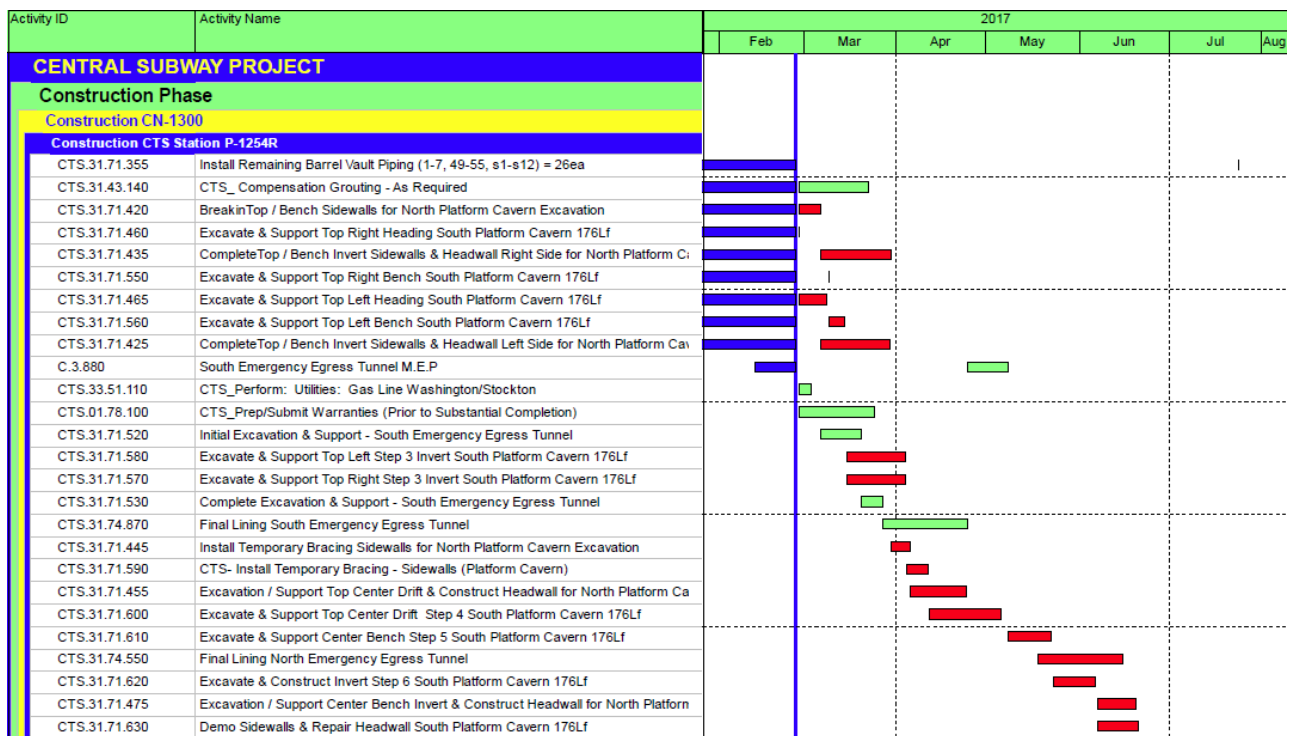 Activity ID Activity Name 2017
Feb Mar Apr May Jun Jul Aug
CENTRAL SUBWAY PROJECT
Construction Phase
Construction CN-1300
Construction CTS Station P-1254R
CTS.31.71.355 Install Remaining Barrel Vault Piping (1-7, 49-55, s1-s12) = 26ea
CTS.31.43.140 CTS_ Compensation Grouting - As Required
CTS.31.71.420 BreakinTop / Bench Sidewalls for North Platform Cavern Excavation
CTS.31.71.460 Excavate & Support Top Right Heading South Platform Cavern 176Lf
CTS.31.71.435 CompleteTop / Bench Invert Sidewalls & Headwall Right Side for North Platform Ca
CTS.31.71.550 Excavate & Support Top Right Bench South Platform Cavern 176Lf
CTS.31.71.465 Excavate & Support Top Left Heading South Platform Cavern 176Lf
CTS.31.71.560 Excavate & Support Top Left Bench South Platform Cavern 176Lf
CTS.31.71.425 CompleteTop / Bench Invert Sidewalls & Headwall Left Side for North Platform Cav
C.3.880 South Emergency Egress Tunnel M.E.P
CTS.33.51.110 CTS_Perform: Utilities: Gas Line Washington/Stockton
CTS.01.78.100 CTS_Prep/Submit Warranties (Prior to Substantial Completion)
CTS.31.71.520 Initial Excavation & Support - South Emergency Egress Tunnel
CTS.31.71.580 Excavate & Support Top Left Step 3 Invert South Platform Cavern 176Lf
CTS.31.71.570 Excavate & Support Top Right Step 3 Invert South Platform Cavern 176Lf
CTS.31.71.530 Complete Excavation & Support - South Emergency Egress Tunnel
CTS.31.74.870 Final Lining South Emergency Egress Tunnel
CTS.31.71.445 Install Temporary Bracing Sidewalls for North Platform Cavern Excavation
CTS.31.71.590 CTS- Install Temporary Bracing - Sidewalls (Platform Cavern)
CTS.31.71.455 Excavation / Support Top Center Drift & Construct Headwall for North Platform Ca
CTS.31.71.600 Excavate & Support Top Center Drift Step 4 South Platform Cavern 176Lf
CTS.31.71.610 Excavate & Support Center Bench Step 5 South Platform Cavern 176Lf
CTS.31.74.550 Final Lining North Emergency Egress Tunnel
CTS.31.71.620 Excavate & Construct Invert Step 6 South Platform Cavern 176Lf
CTS.31.71.475 Excavation / Support Center Bench Invert & Construct Headwall for North Platform
CTS.31.71.630 Demo Sidewalls & Repair Headwall South Platform Cavern 176Lf